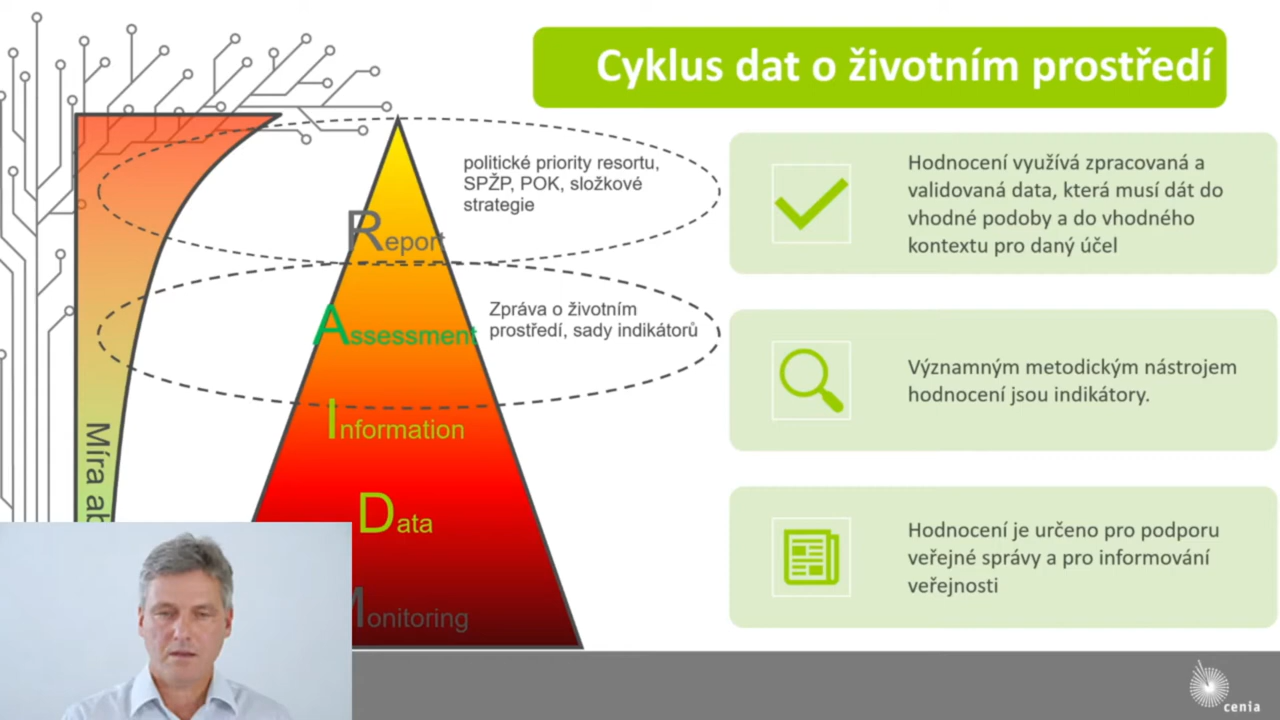 Cyklus dat o životním prostředí
politické priority resortu,
SPŽP, POK, složkové
strategie
Report
Zpráva o životním
prostředí, sady indikátorů
Assessment
Information
Data
Monitoring
Míra
Hodnocení využívá zpracovaná a
validovaná data, která musí dát do
vhodné podoby a do vhodného
kontextu pro daný účel
Významným metodickým nástrojem
hodnocení jsou indikátory.
Hodnocení je určeno pro podporu
veřejné správy a pro informování
veřejnosti
cenia